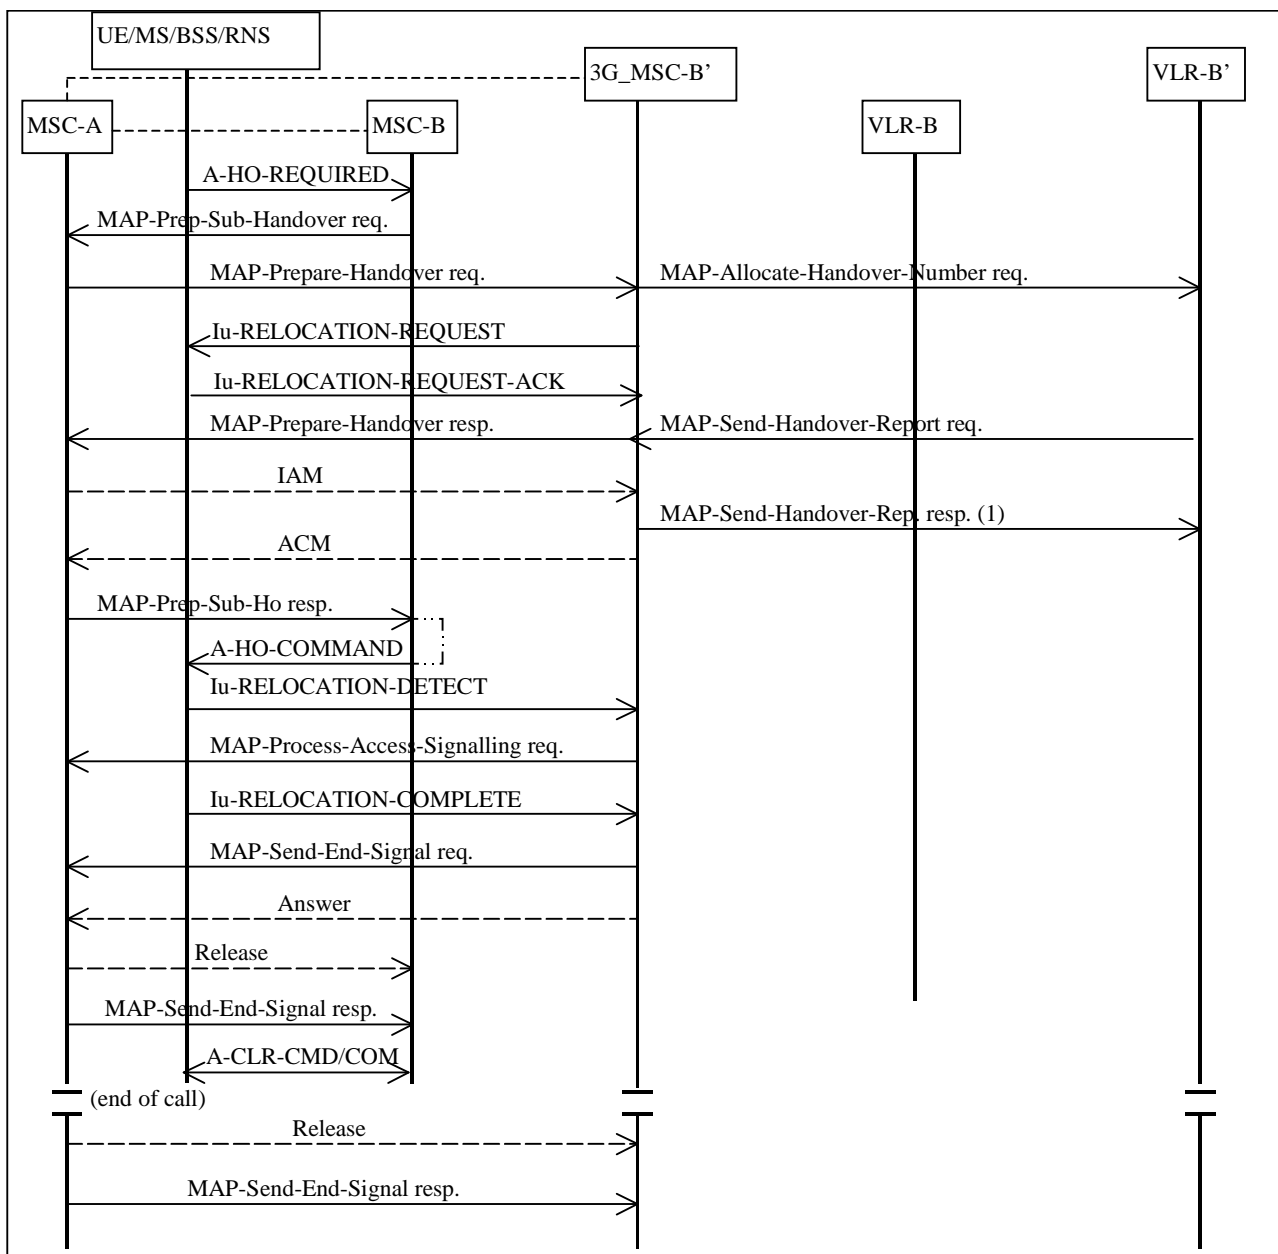 UE/MS/BSS/RNS
3G_MSC-B’
VLR-B’
MSC-A
MSC-B
VLR-B
A-HO-REQUIRED
MAP-Prep-Sub-Handover req.
MAP-Prepare-Handover req.
MAP-Allocate-Handover-Number req.
Iu-RELOCATION-REQUEST
Iu-RELOCATION-REQUEST-ACK
MAP-Prepare-Handover resp.
MAP-Send-Handover-Report req.
IAM
MAP-Send-Handover-Rep. resp. (1)
ACM
MAP-Prep-Sub-Ho resp.
A-HO-COMMAND
Iu-RELOCATION-DETECT
MAP-Process-Access-Signalling req.
Iu-RELOCATION-COMPLETE
MAP-Send-End-Signal req.
Answer
Release
MAP-Send-End-Signal resp.
A-CLR-CMD/COM
(end of call)
Release
MAP-Send-End-Signal resp.